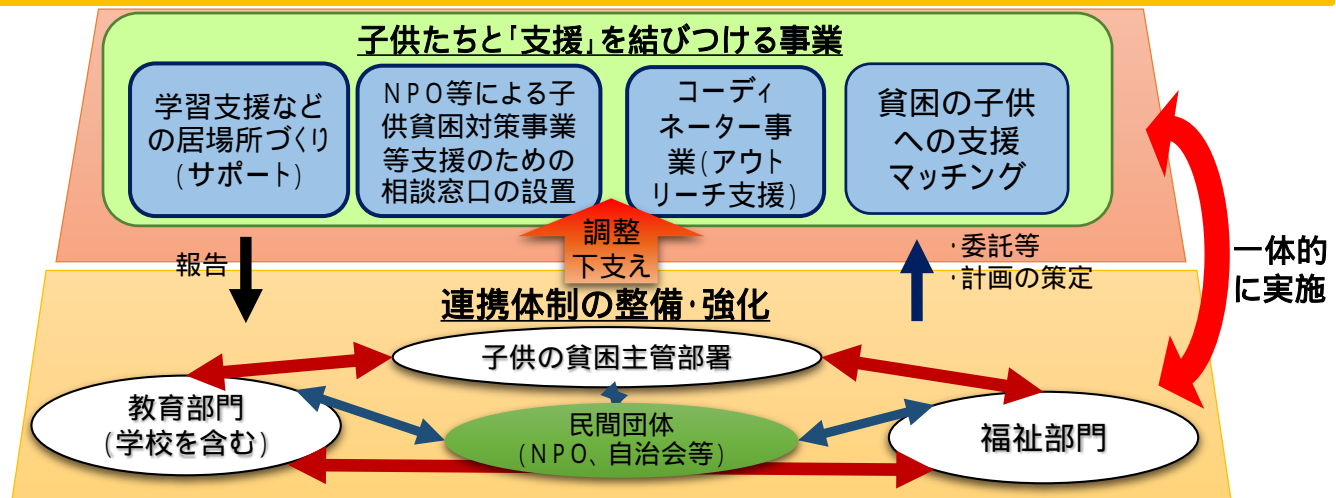 子供たちと「支援」を結びつける事業
学習支援など
の居場所づくり
(サポート)
NPO等による子
供貧困対策事業
等支援のための
相談窓口の設置
コーディ
ネーター事
業(アウト
リーチ支援)
貧困の子供
への支援
マッチング
報告
調整
下支え
・委託等
・計画の策定
一体的
に実施
連携体制の整備・強化
子供の貧困主管部署
教育部門
(学校を含む)
民間団体
(NPO、自治会等)
福祉部門